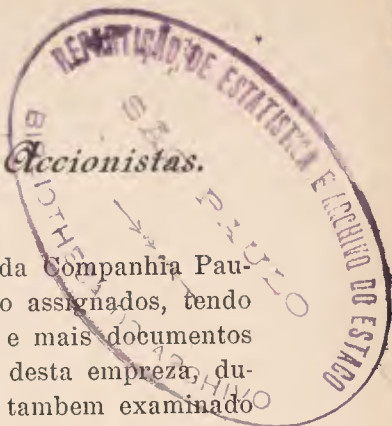 REPARTIÇÃO DE ESTATISTICA E ARCHIVO DO ESTADO
SÃO PAULO
Accionistas.
da Companhia Pau-
o assignados, tendo
e mais documentos
desta empreza, du-
tambem examinado